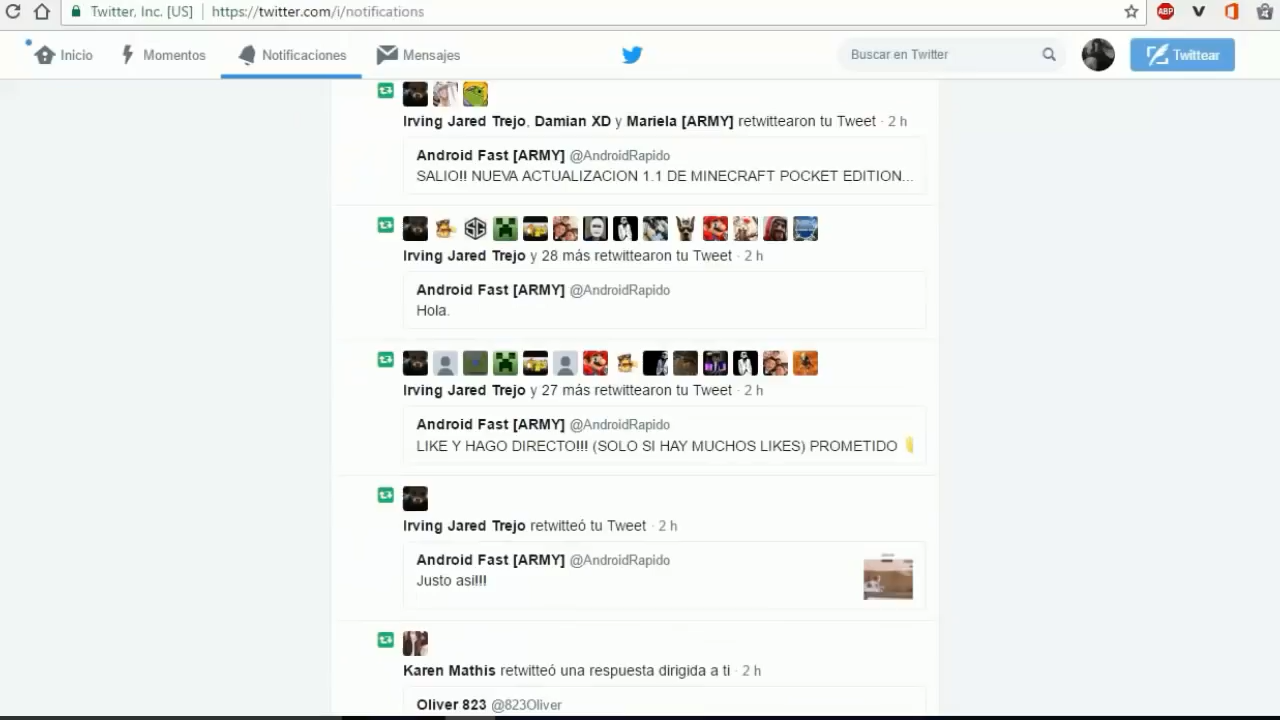 Twitter, Inc. [US] https://twitter.com/i/notifications
ABP
Inicio Momentos Notificaciones Mensajes Buscar en Twitter Twittear
Irving Jared Trejo, Damian XD y Mariela [ARMY] retwittearon tu Tweet · 2 h
Android Fast [ARMY] @AndroidRapido
SALIO!! NUEVA ACTUALIZACION 1.1 DE MINECRAFT POCKET EDITION...
Irving Jared Trejo y 28 más retwittearon tu Tweet · 2 h
Android Fast [ARMY] @AndroidRapido
Hola.
Irving Jared Trejo y 27 más retwittearon tu Tweet · 2 h
Android Fast [ARMY] @AndroidRapido
LIKE Y HAGO DIRECTO!!! (SOLO SI HAY MUCHOS LIKES) PROMETIDO
Irving Jared Trejo retwitteó tu Tweet · 2 h
Android Fast [ARMY] @AndroidRapido
Justo asi!!!
Karen Mathis retwitteó una respuesta dirigida a ti · 2 h
Oliver 823 @823Oliver